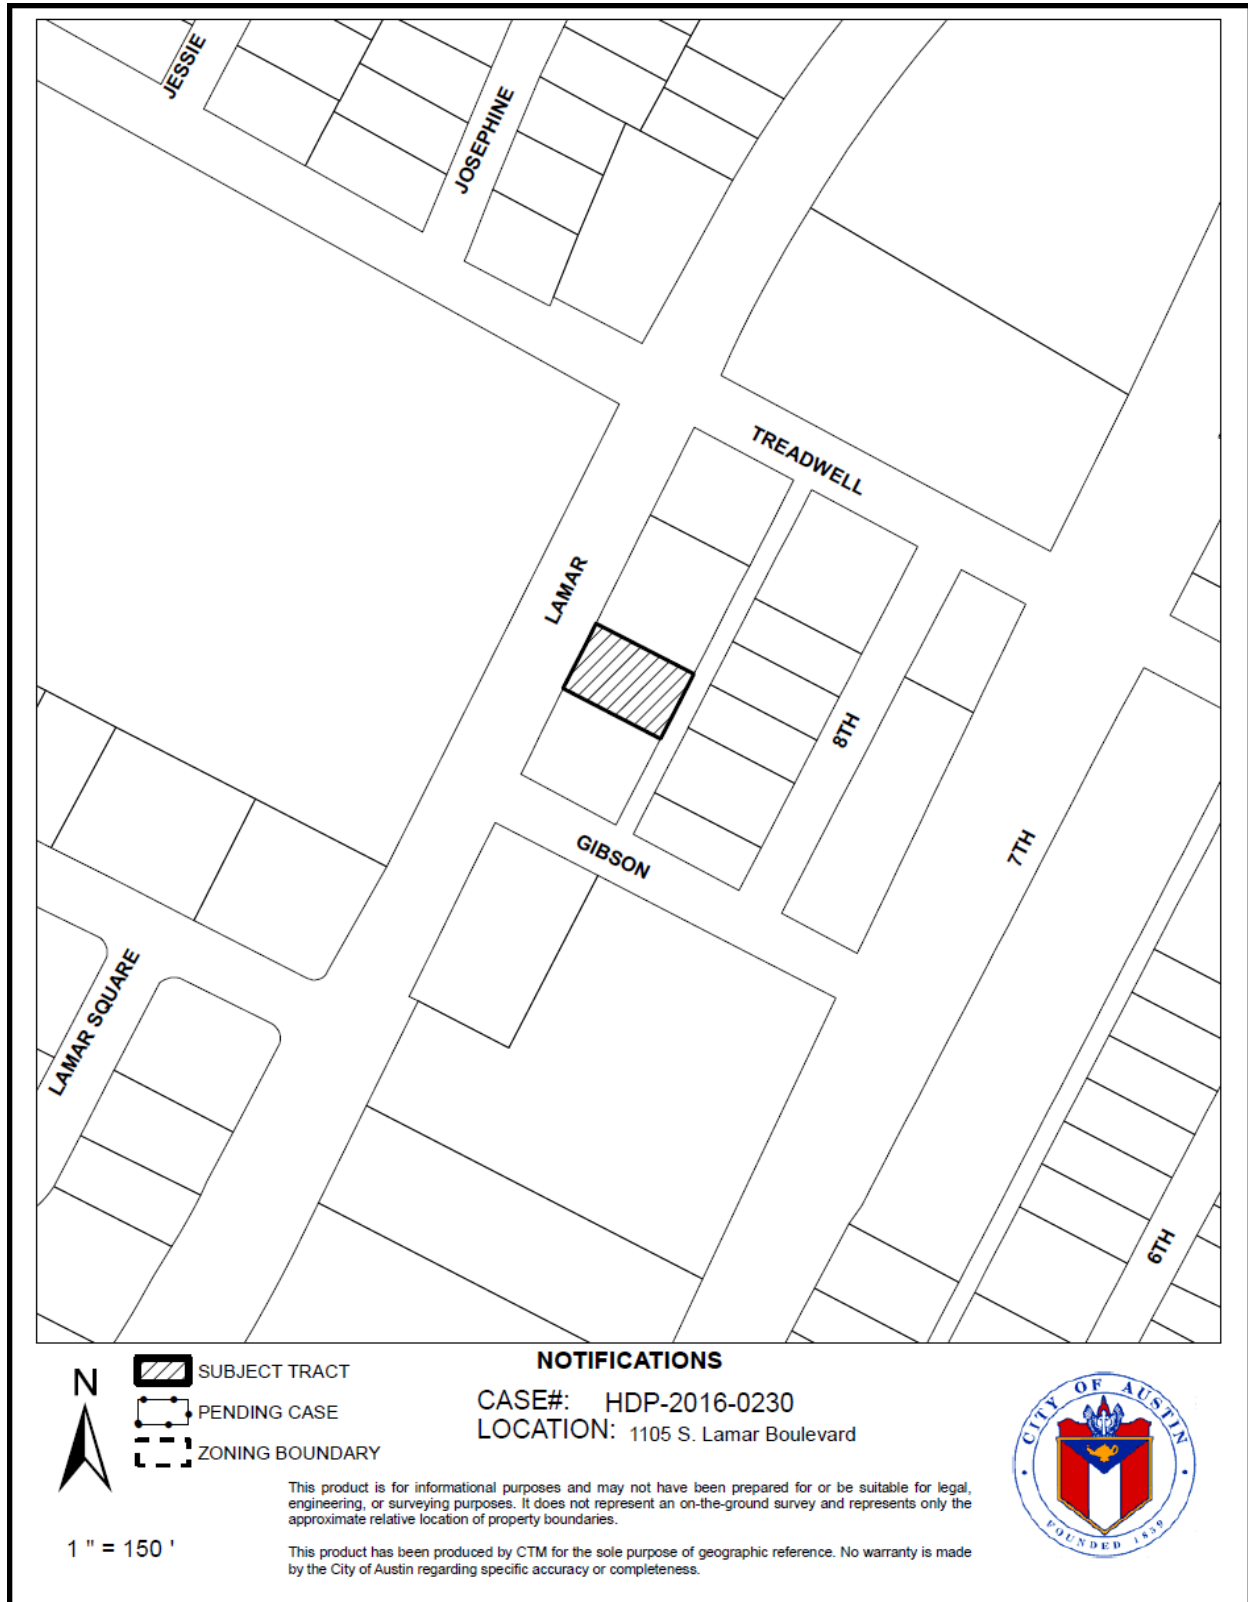 JESSIE
JOSEPHINE
TREADWELL
LAMAR
8TH
7TH
GIBSON
LAMAR SQUARE
6TH
N
SUBJECT TRACT
PENDING CASE
ZONING BOUNDARY
1 " = 150 '
NOTIFICATIONS
CASE#: HDP-2016-0230
LOCATION: 1105 S. Lamar Boulevard
This product is for informational purposes and may not have been prepared for or be suitable for legal,
engineering, or surveying purposes. It does not represent an on-the-ground survey and represents only the
approximate relative location of property boundaries.
This product has been produced by CTM for the sole purpose of geographic reference. No warranty is made
by the City of Austin regarding specific accuracy or completeness.
CITY OF AUSTIN
FOUNDED 1839